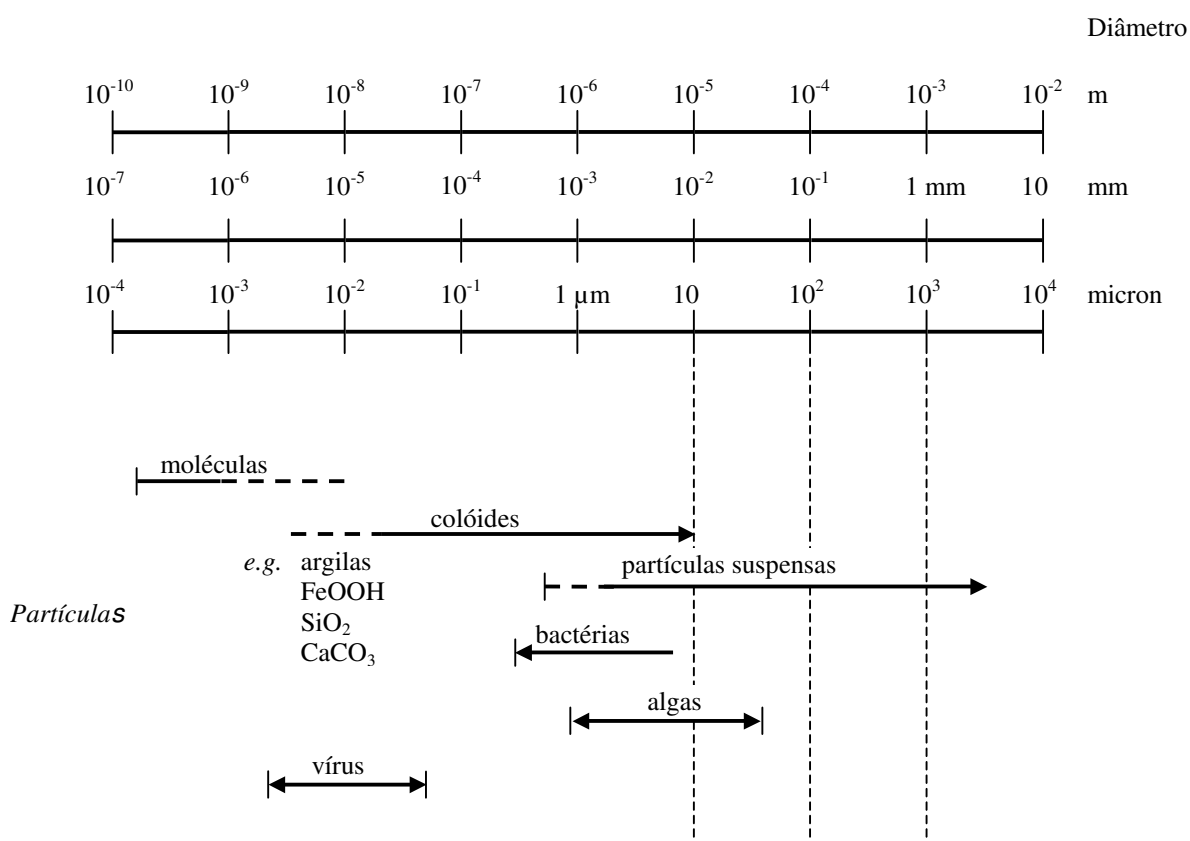 Diâmetro
10⁻¹⁰ 10⁻⁹ 10⁻⁸ 10⁻⁷ 10⁻⁶ 10⁻⁵ 10⁻⁴ 10⁻³ 10⁻² m
10⁻⁷ 10⁻⁶ 10⁻⁵ 10⁻⁴ 10⁻³ 10⁻² 10⁻¹ 1 mm 10 mm
10⁻⁴ 10⁻³ 10⁻² 10⁻¹ 1 µm 10 10² 10³ 10⁴ micron
moléculas
colóides
e.g. argilas
partículas suspensas
FeOOH
Partículas
SiO₂
bactérias
CaCO₃
algas
vírus